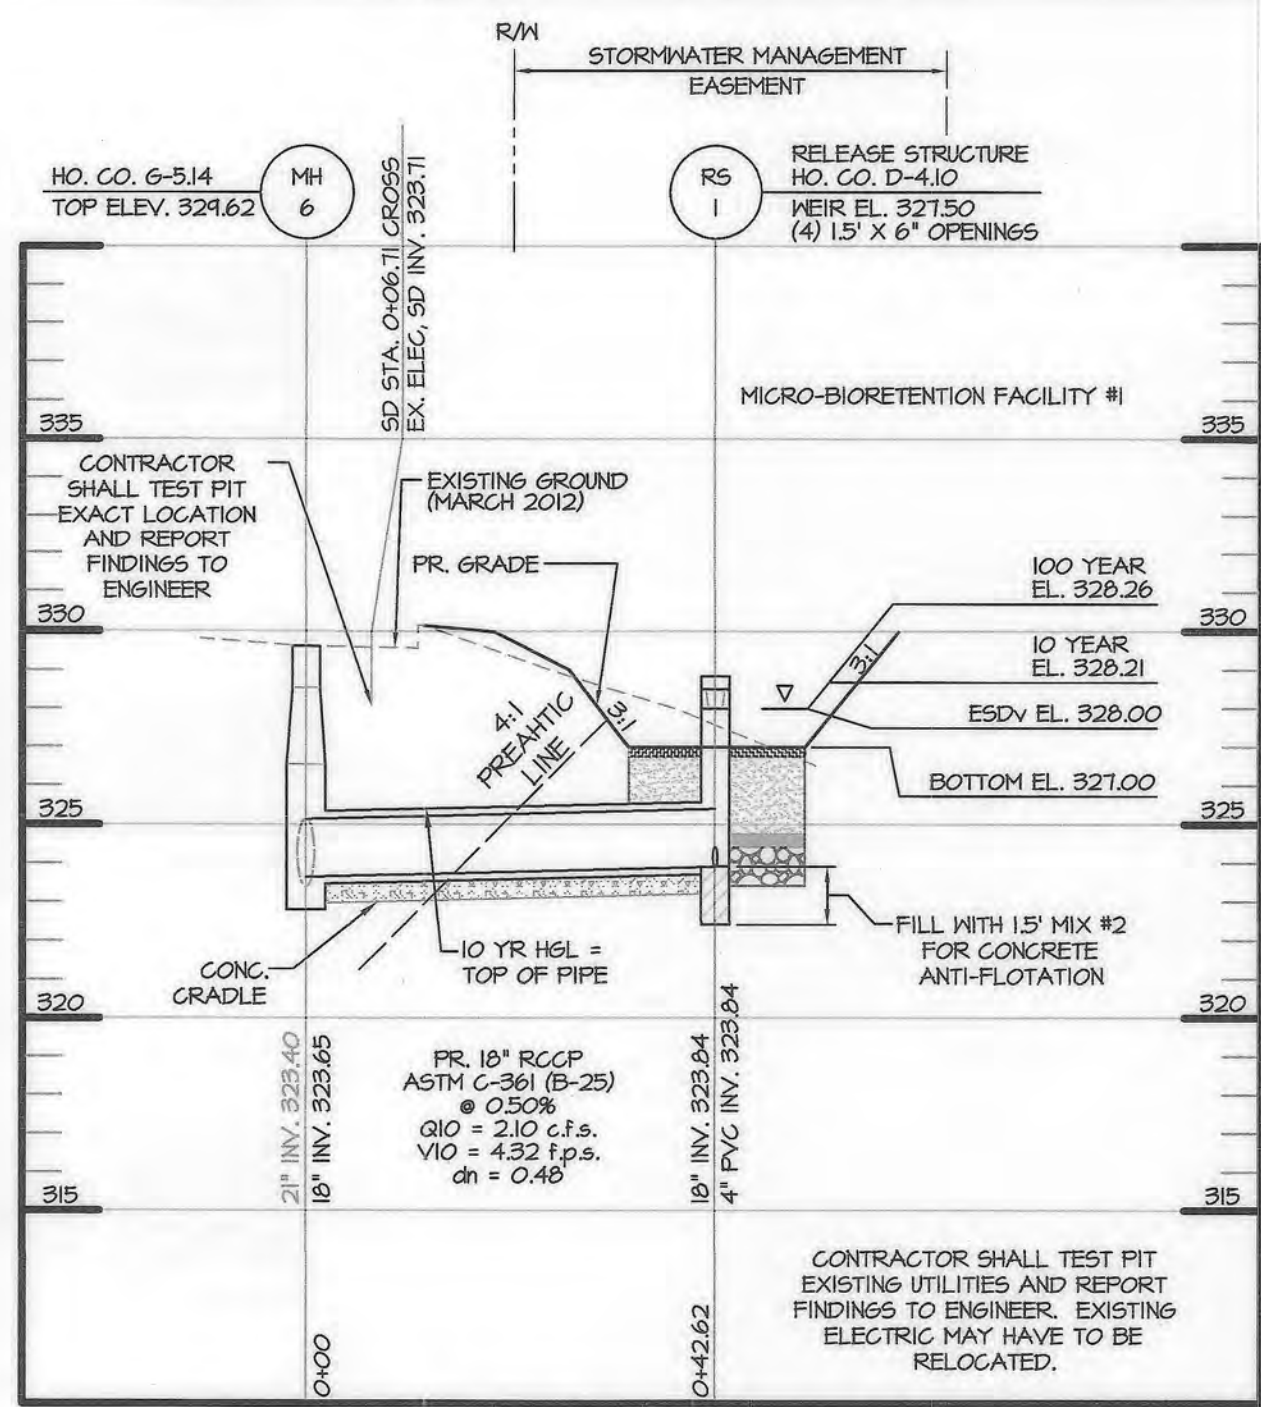 R/W
STORMWATER MANAGEMENT
EASEMENT
HO. CO. G-5.14
TOP ELEV. 329.62
MH
6
SD STA. 0+06.71 CROSS
EX. ELEC, SD INV. 323.71
RS
1
RELEASE STRUCTURE
HO. CO. D-4.10
WEIR EL. 327.50
(4) 1.5' X 6" OPENINGS
MICRO-BIORETENTION FACILITY #1
335
335
CONTRACTOR
SHALL TEST PIT
EXACT LOCATION
AND REPORT
FINDINGS TO
ENGINEER
EXISTING GROUND
(MARCH 2012)
PR. GRADE
100 YEAR
EL. 328.26
330
330
10 YEAR
EL. 328.21
3:1
ESDv EL. 328.00
4:1
PREAHTIC
LINE
3:1
BOTTOM EL. 327.00
325
325
10 YR HGL =
TOP OF PIPE
CONC.
CRADLE
FILL WITH 1.5' MIX #2
FOR CONCRETE
ANTI-FLOTATION
320
320
21" INV. 323.40
18" INV. 323.65
PR. 18" RCCP
ASTM C-361 (B-25)
@ 0.50%
Q10 = 2.10 c.f.s.
V10 = 4.32 f.p.s.
dn = 0.48
18" INV. 323.84
4" PVC INV. 323.84
315
315
CONTRACTOR SHALL TEST PIT
EXISTING UTILITIES AND REPORT
FINDINGS TO ENGINEER. EXISTING
ELECTRIC MAY HAVE TO BE
RELOCATED.
0+00
0+42.62